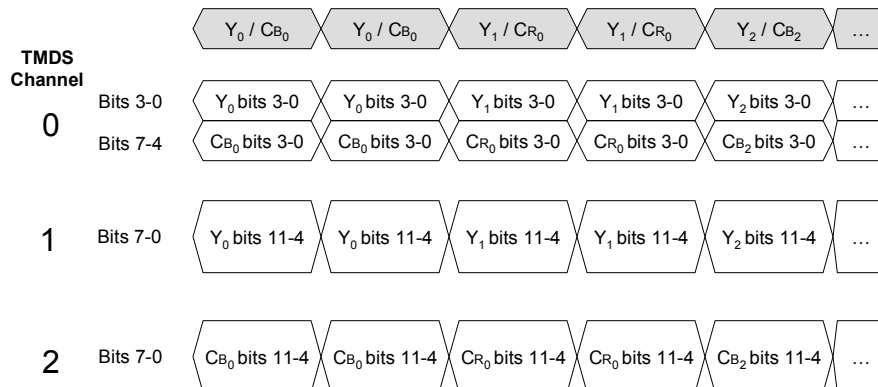 Y₀ / CB₀ Y₀ / CB₀ Y₁ / CR₀ Y₁ / CR₀ Y₂ / CB₂ ...
TMDS
Channel
Bits 3-0 Y₀ bits 3-0 Y₀ bits 3-0 Y₁ bits 3-0 Y₁ bits 3-0 Y₂ bits 3-0 ...
0
Bits 7-4 CB₀ bits 3-0 CB₀ bits 3-0 CR₀ bits 3-0 CR₀ bits 3-0 CB₂ bits 3-0 ...
1 Bits 7-0 Y₀ bits 11-4 Y₀ bits 11-4 Y₁ bits 11-4 Y₁ bits 11-4 Y₂ bits 11-4 ...
2 Bits 7-0 CB₀ bits 11-4 CB₀ bits 11-4 CR₀ bits 11-4 CR₀ bits 11-4 CB₂ bits 11-4 ...